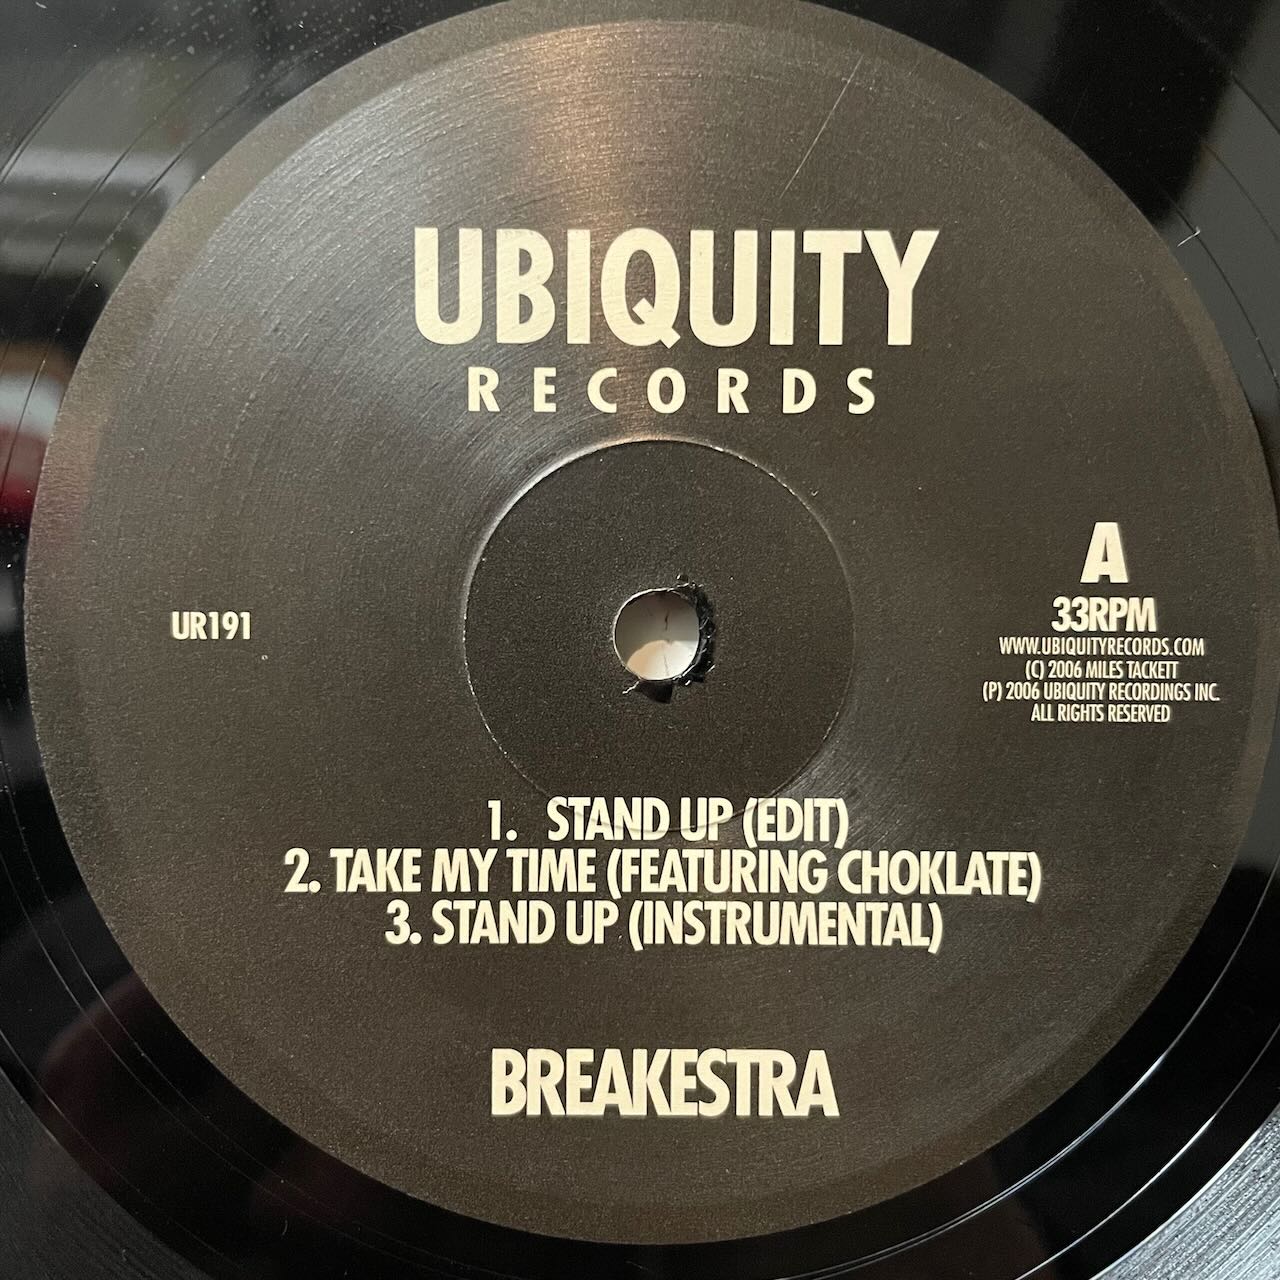 UBIQUITY
RECORDS
A
33RPM
UR191
WWW.UBIQUITYRECORDS.COM
(C) 2006 MILES TACKETT
(P) 2006 UBIQUITY RECORDINGS INC.
ALL RIGHTS RESERVED
1. STAND UP (EDIT)
2. TAKE MY TIME (FEATURING CHOKLATE)
3. STAND UP (INSTRUMENTAL)
BREAKESTRA